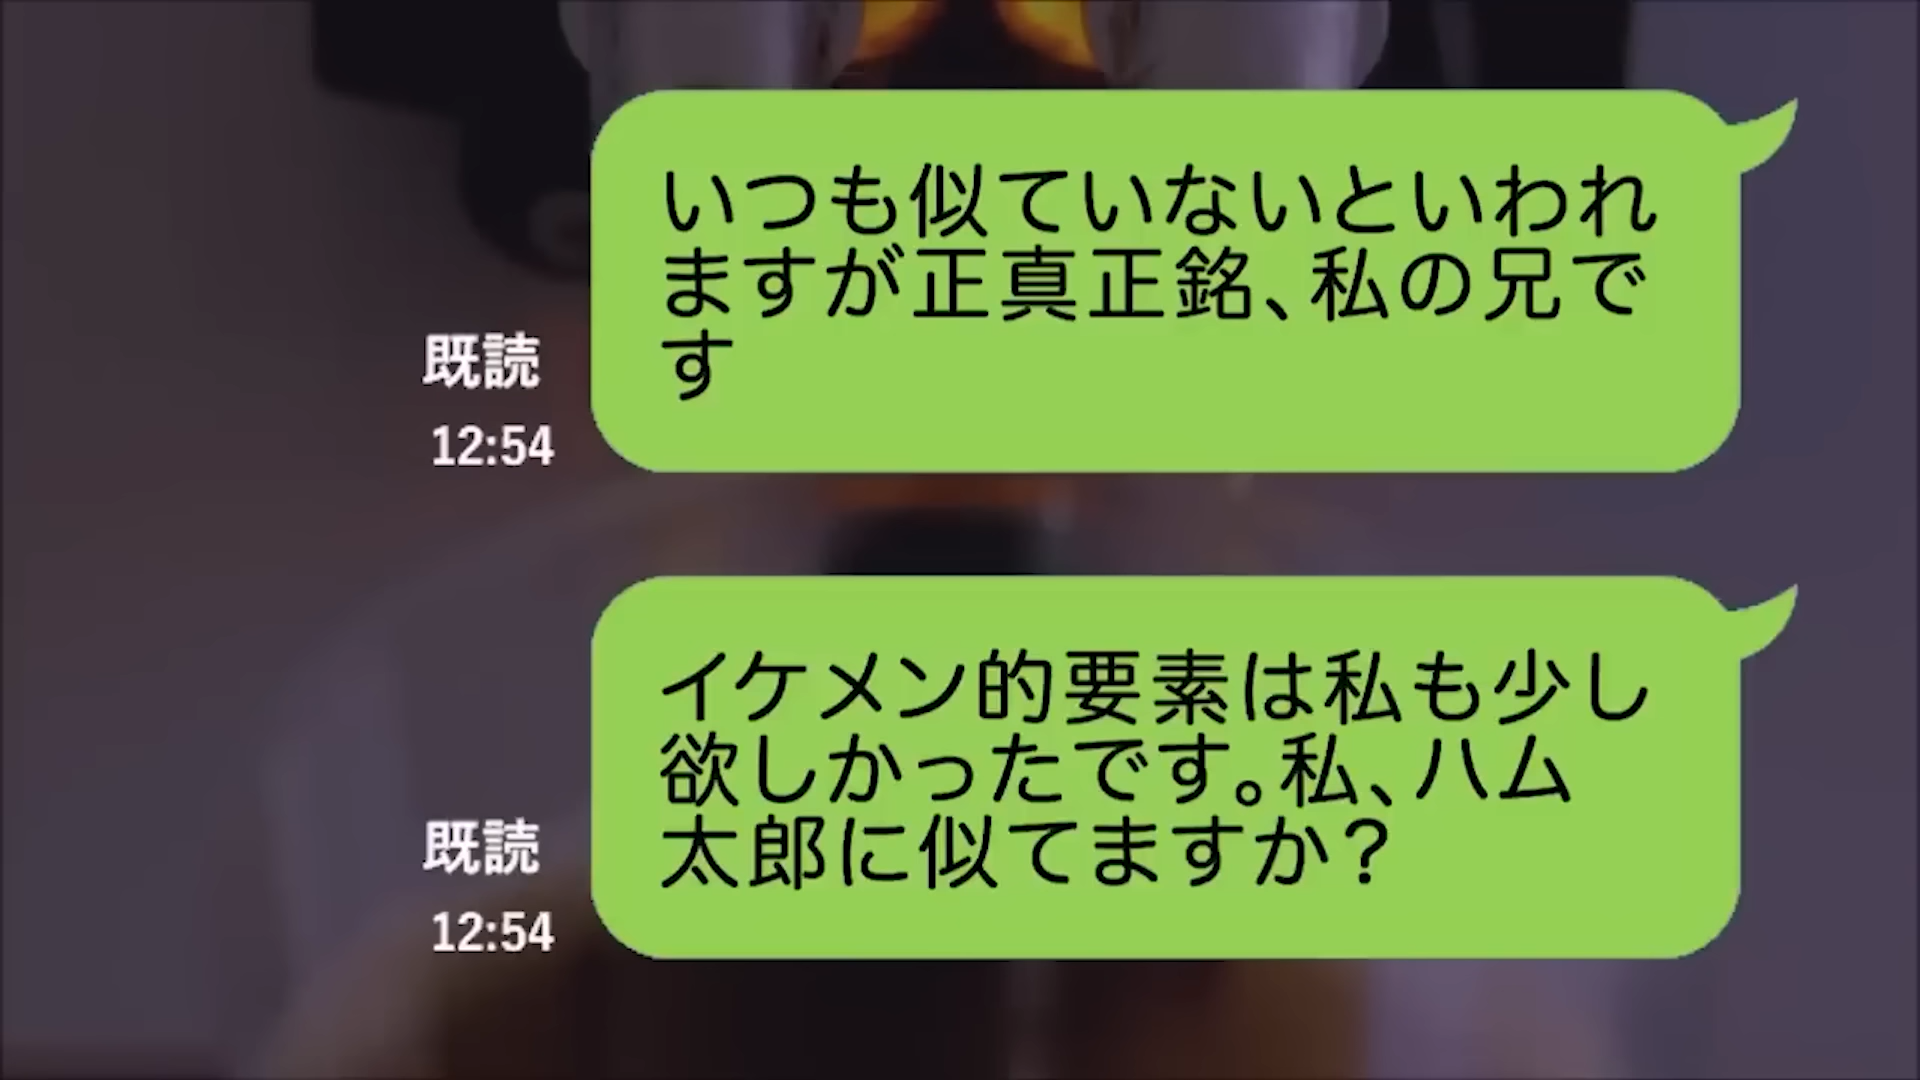 いつも似ていないといわれ
ますが正真正銘、私の兄で
す
既読
12:54
イケメン的要素は私も少し
欲しかったです。私、ハム
太郎に似てますか？
既読
12:54